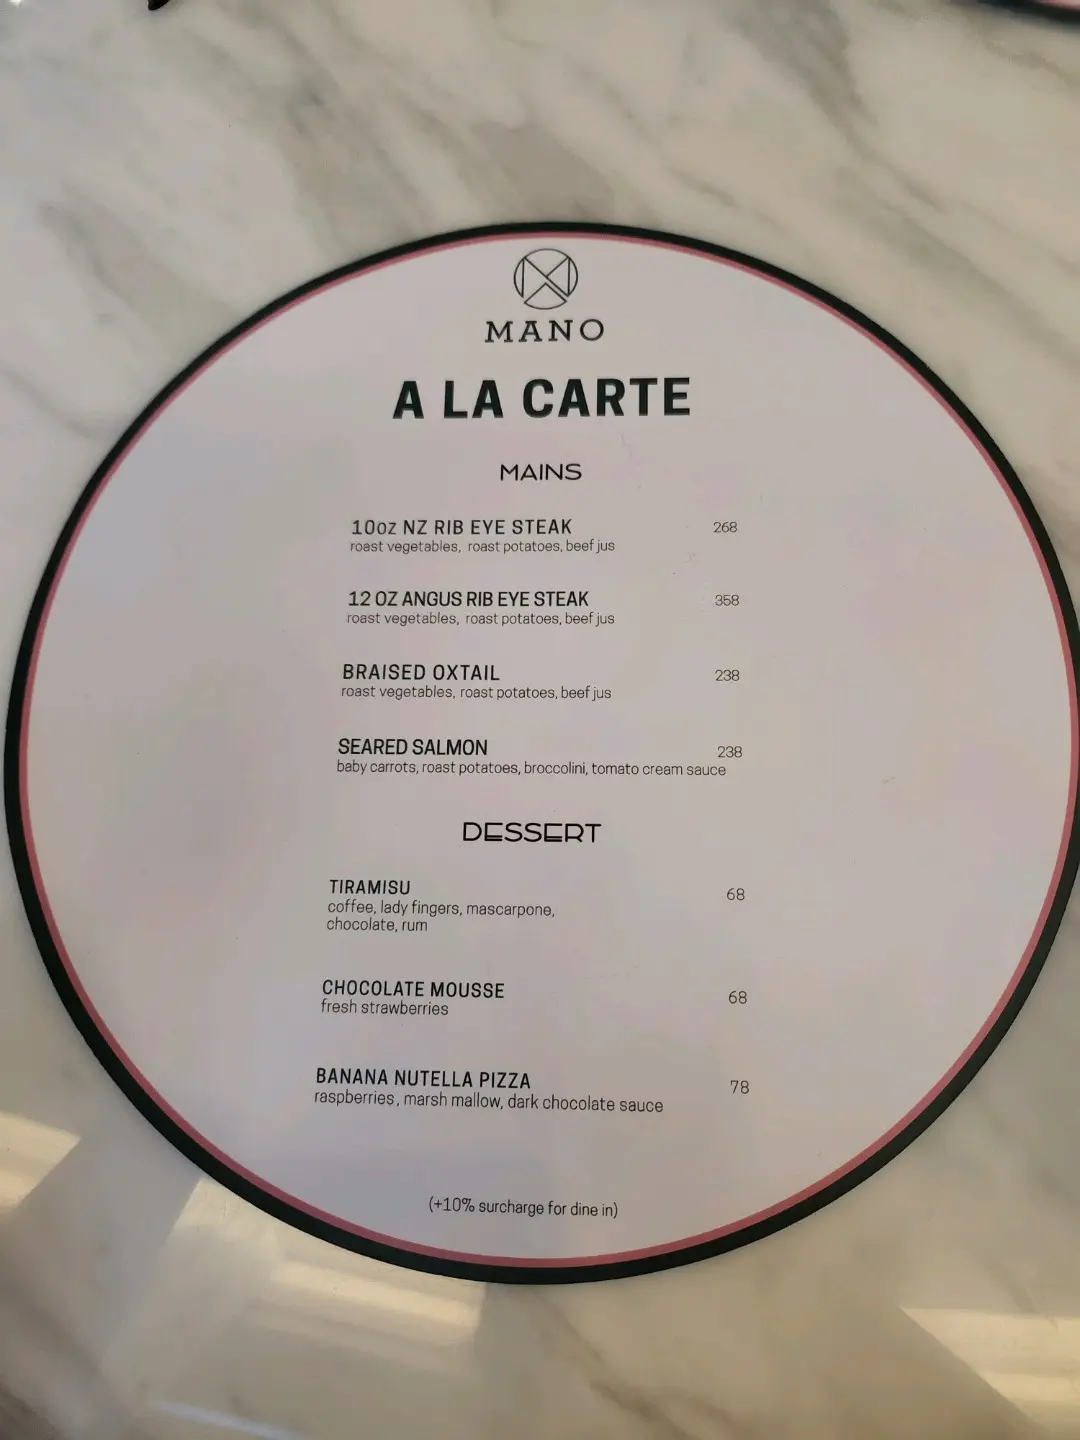 MANO
A LA CARTE
MAINS
10oz NZ RIB EYE STEAK 268
roast vegetables, roast potatoes, beef jus
12 OZ ANGUS RIB EYE STEAK 358
roast vegetables, roast potatoes, beef jus
BRAISED OXTAIL 238
roast vegetables, roast potatoes, beef jus
SEARED SALMON 238
baby carrots, roast potatoes, broccolini, tomato cream sauce
DESSERT
TIRAMISU 68
coffee, lady fingers, mascarpone,
chocolate, rum
CHOCOLATE MOUSSE 68
fresh strawberries
BANANA NUTELLA PIZZA 78
raspberries, marsh mallow, dark chocolate sauce
(+10% surcharge for dine in)